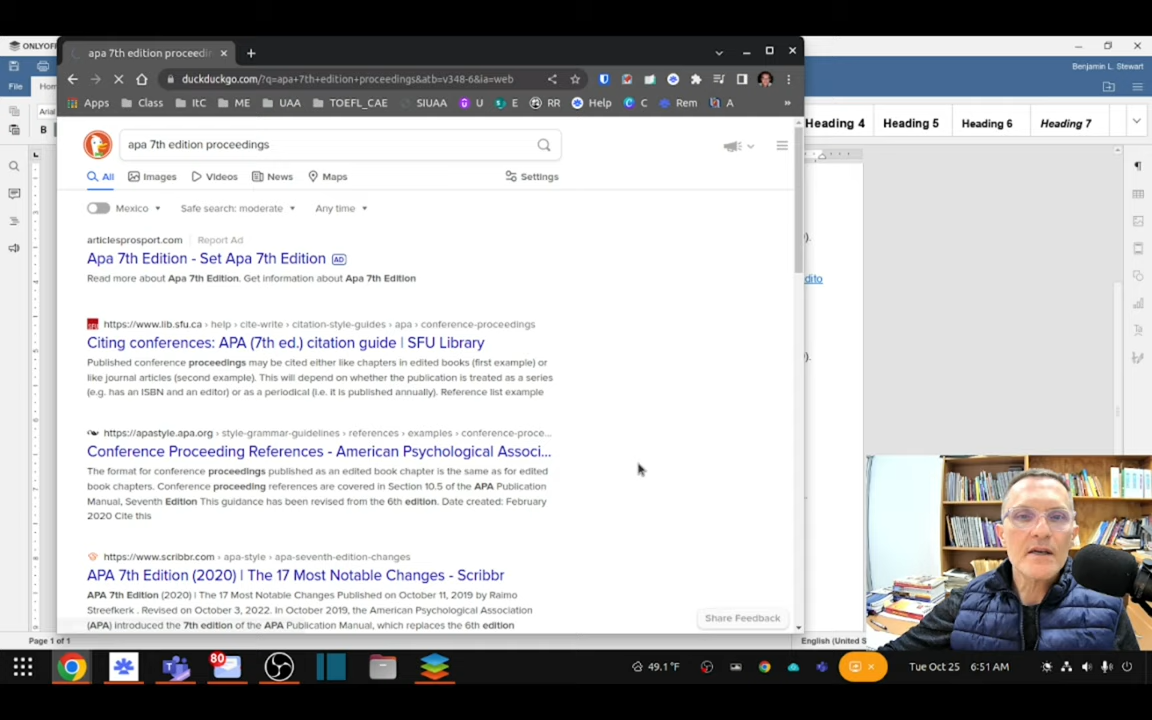 ONLYOFFICE
apa 7th edition proceedin
Benjamin L. Stewart
duckduckgo.com/?q=apa+7th+edition+proceedings&atb=v348-6&ia=web
File
Apps Class ItC ME UAA TOEFL_CAE SIUAA U E RR Help C Rem A »
Heading 4 Heading 5 Heading 6 Heading 7
B
apa 7th edition proceedings
All Images Videos News Maps Settings
Mexico Safe search: moderate Any time
articlesprosport.com Report Ad
Apa 7th Edition - Set Apa 7th Edition AD
Read more about Apa 7th Edition. Get information about Apa 7th Edition
dito
https://www.lib.sfu.ca › help › cite-write › citation-style-guides › apa › conference-proceedings
Citing conferences: APA (7th ed.) citation guide | SFU Library
Published conference proceedings may be cited either like chapters in edited books (first example) or
like journal articles (second example). This will depend on whether the publication is treated as a series
(e.g. has an ISBN and an editor) or as a periodical (i.e. it is published annually). Reference list example
https://apastyle.apa.org › style-grammar-guidelines › references › examples › conference-proce...
Conference Proceeding References - American Psychological Associ...
The format for conference proceedings published as an edited book chapter is the same as for edited
book chapters. Conference proceeding references are covered in Section 10.5 of the APA Publication
Manual, Seventh Edition This guidance has been revised from the 6th edition. Date created: February
2020 Cite this
https://www.scribbr.com › apa-style › apa-seventh-edition-changes
APA 7th Edition (2020) | The 17 Most Notable Changes - Scribbr
APA 7th Edition (2020) | The 17 Most Notable Changes Published on October 11, 2019 by Raimo
Streefkerk . Revised on October 3, 2022. In October 2019, the American Psychological Association
(APA) introduced the 7th edition of the APA Publication Manual, which replaces the 6th edition
Share Feedback
Page 1 of 1
English (United S
80
49.1°F
Tue Oct 25 6:51 AM